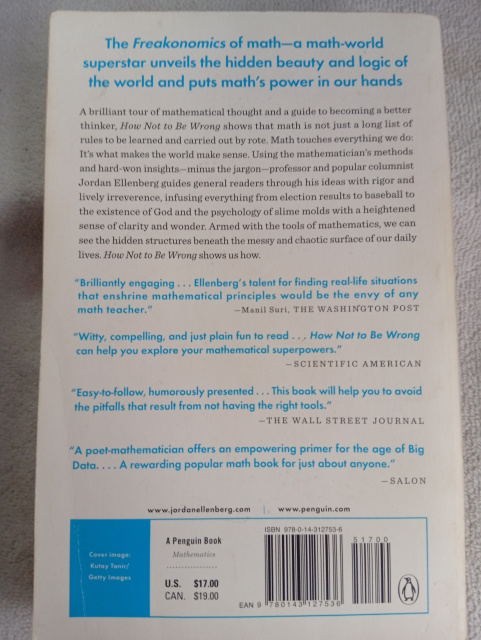 The Freakonomics of math—a math-world
superstar unveils the hidden beauty and logic of
the world and puts math's power in our hands
A brilliant tour of mathematical thought and a guide to becoming a better
thinker, How Not to Be Wrong shows that math is not just a long list of
rules to be learned and carried out by rote. Math touches everything we do:
It's what makes the world make sense. Using the mathematician's methods
and hard-won insights—minus the jargon—professor and popular columnist
Jordan Ellenberg guides general readers through his ideas with rigor and
lively irreverence, infusing everything from election results to baseball to
the existence of God and the psychology of slime molds with a heightened
sense of clarity and wonder. Armed with the tools of mathematics, we can
see the hidden structures beneath the messy and chaotic surface of our daily
lives. How Not to Be Wrong shows us how.
"Brilliantly engaging . . . Ellenberg's talent for finding real-life situations
that enshrine mathematical principles would be the envy of any
math teacher." —Manil Suri, THE WASHINGTON POST
"Witty, compelling, and just plain fun to read . . . How Not to Be Wrong
can help you explore your mathematical superpowers."
—SCIENTIFIC AMERICAN
"Easy-to-follow, humorously presented . . . This book will help you to avoid
the pitfalls that result from not having the right tools."
—THE WALL STREET JOURNAL
"A poet-mathematician offers an empowering primer for the age of Big
Data. . . . A rewarding popular math book for just about anyone."
—SALON
www.jordanellenberg.com | www.penguin.com
Cover image:
Kutay Tanir/
Getty Images
A Penguin Book
Mathematics
U.S. $17.00
CAN. $19.00
ISBN 978-0-14-312753-6
51700
EAN 9 780143 127536